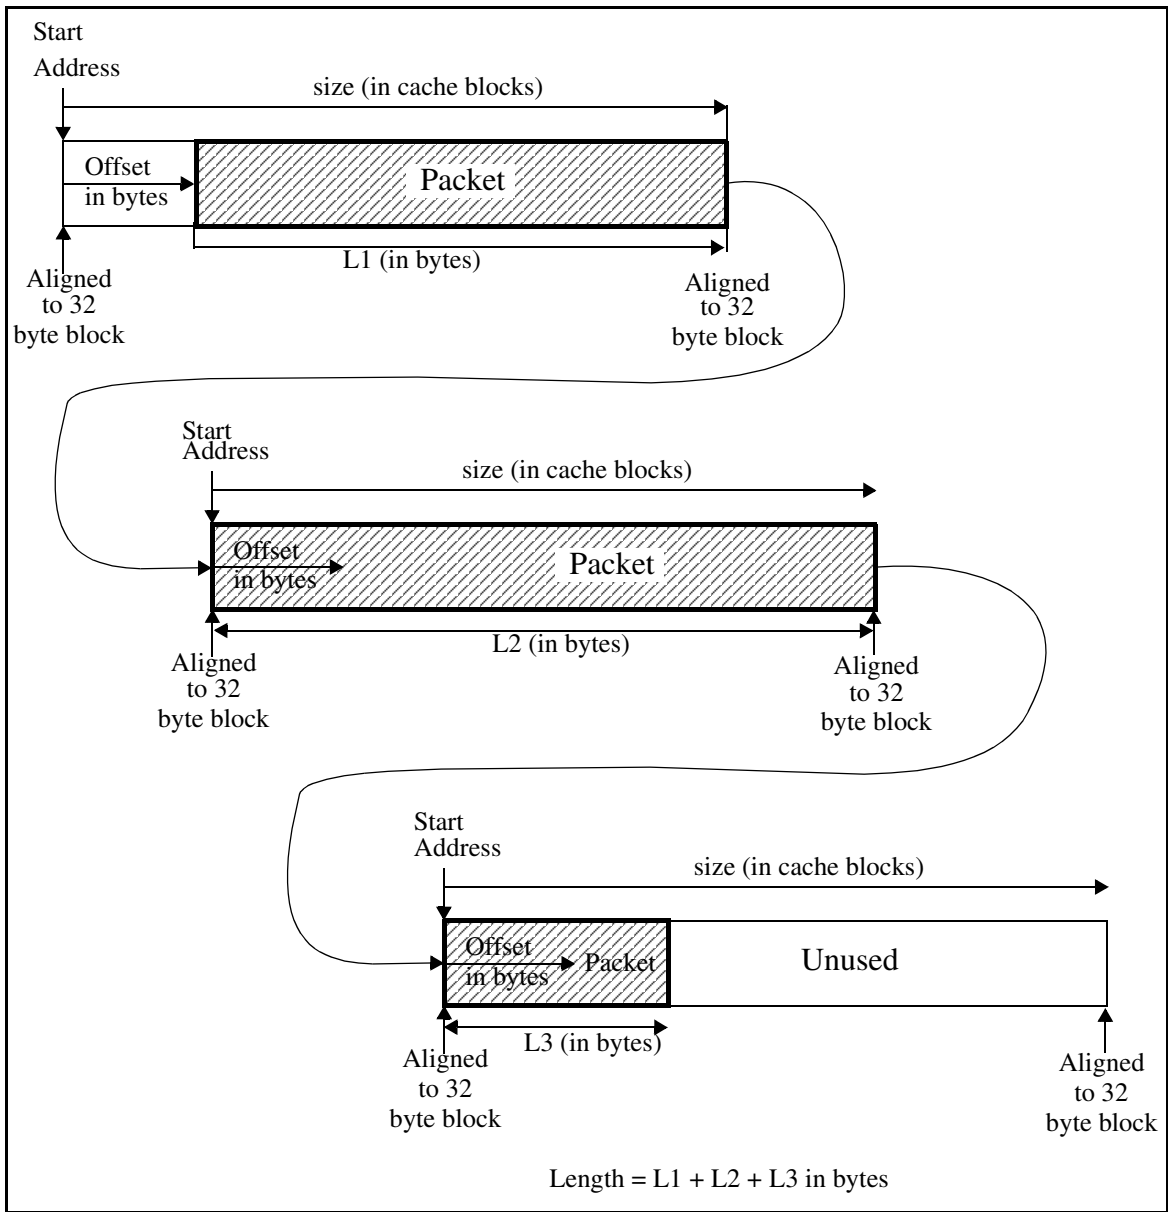 Start
Address
size (in cache blocks)
Offset
in bytes
Packet
L1 (in bytes)
Aligned
to 32
byte block
Aligned
to 32
byte block
Start
Address
size (in cache blocks)
Offset
in bytes
Packet
L2 (in bytes)
Aligned
to 32
byte block
Aligned
to 32
byte block
Start
Address
size (in cache blocks)
Offset
in bytes
Packet
Unused
L3 (in bytes)
Aligned
to 32
byte block
Aligned
to 32
byte block
Length = L1 + L2 + L3 in bytes